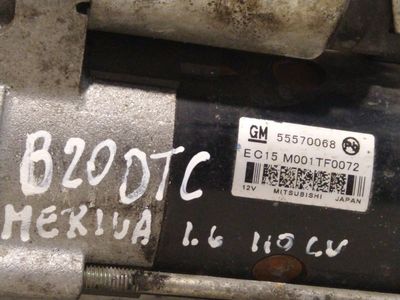 GM 55570068
EC15 M001TF0072
12V MITSUBISHI JAPAN
B20DTC
MERIVA 1.6 110 CV